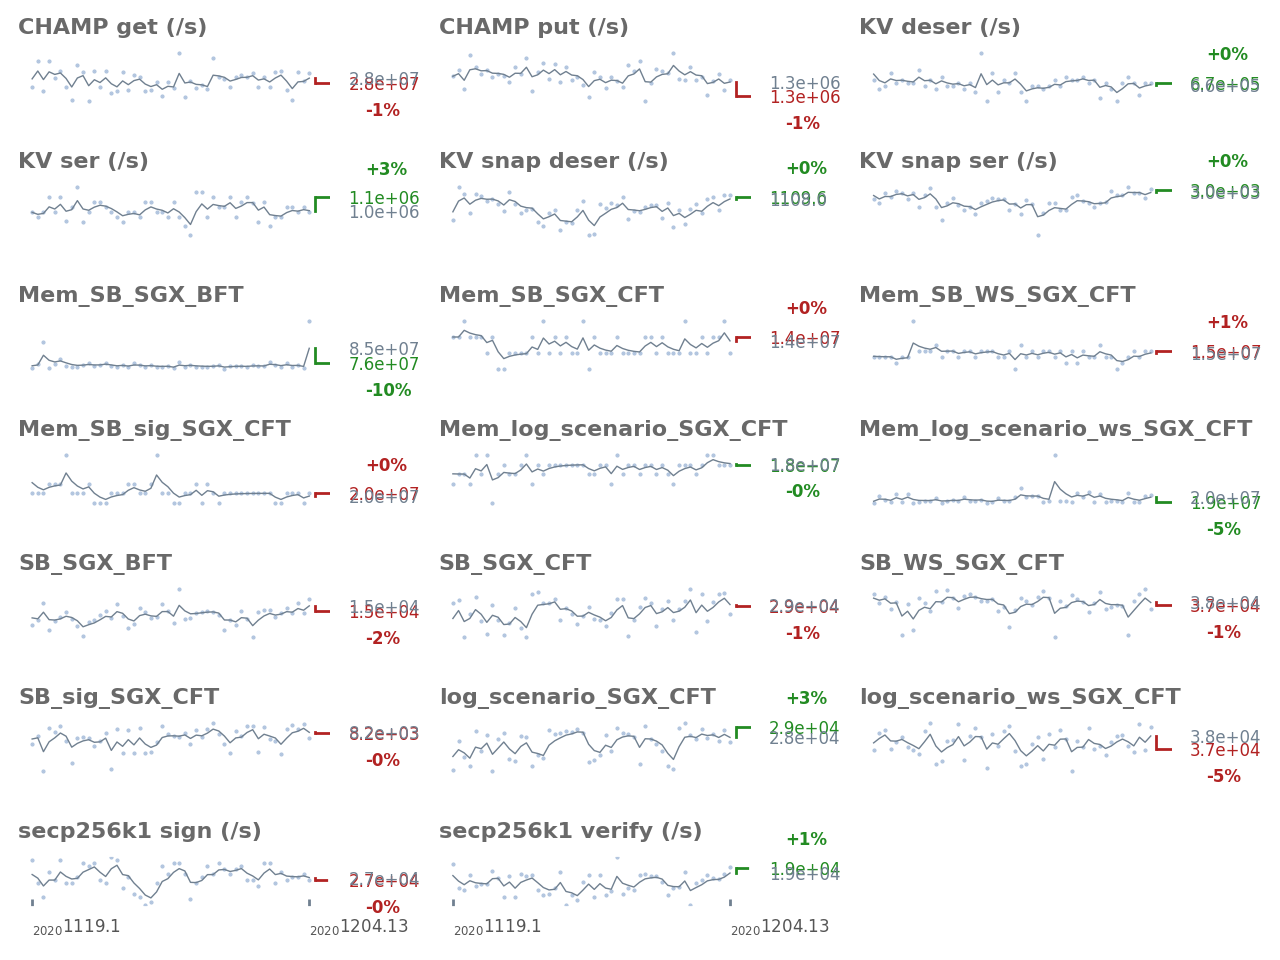 CHAMP get (/s)
2.8e+07
2.8e+07
-1%
CHAMP put (/s)
1.3e+06
1.3e+06
-1%
KV deser (/s)
+0%
6.7e+05
6.6e+05
KV ser (/s)
+3%
1.1e+06
1.0e+06
KV snap deser (/s)
+0%
1109.6
KV snap ser (/s)
+0%
3.0e+03
3.0e+03
Mem_SB_SGX_BFT
8.5e+07
7.6e+07
-10%
Mem_SB_SGX_CFT
+0%
1.4e+07
1.4e+07
Mem_SB_WS_SGX_CFT
+1%
1.5e+07
1.5e+07
Mem_SB_sig_SGX_CFT
+0%
2.0e+07
2.0e+07
Mem_log_scenario_SGX_CFT
1.8e+07
1.8e+07
-0%
Mem_log_scenario_ws_SGX_CFT
2.0e+07
1.9e+07
-5%
SB_SGX_BFT
1.5e+04
1.5e+04
-2%
SB_SGX_CFT
2.9e+04
2.9e+04
-1%
SB_WS_SGX_CFT
3.8e+04
3.7e+04
-1%
SB_sig_SGX_CFT
8.2e+03
8.2e+03
-0%
log_scenario_SGX_CFT
+3%
2.9e+04
2.8e+04
log_scenario_ws_SGX_CFT
3.8e+04
3.7e+04
-5%
secp256k1 sign (/s)
2.7e+04
2.7e+04
-0%
secp256k1 verify (/s)
+1%
1.9e+04
1.9e+04
2020 1119.1
2020 1204.13
2020 1119.1
2020 1204.13